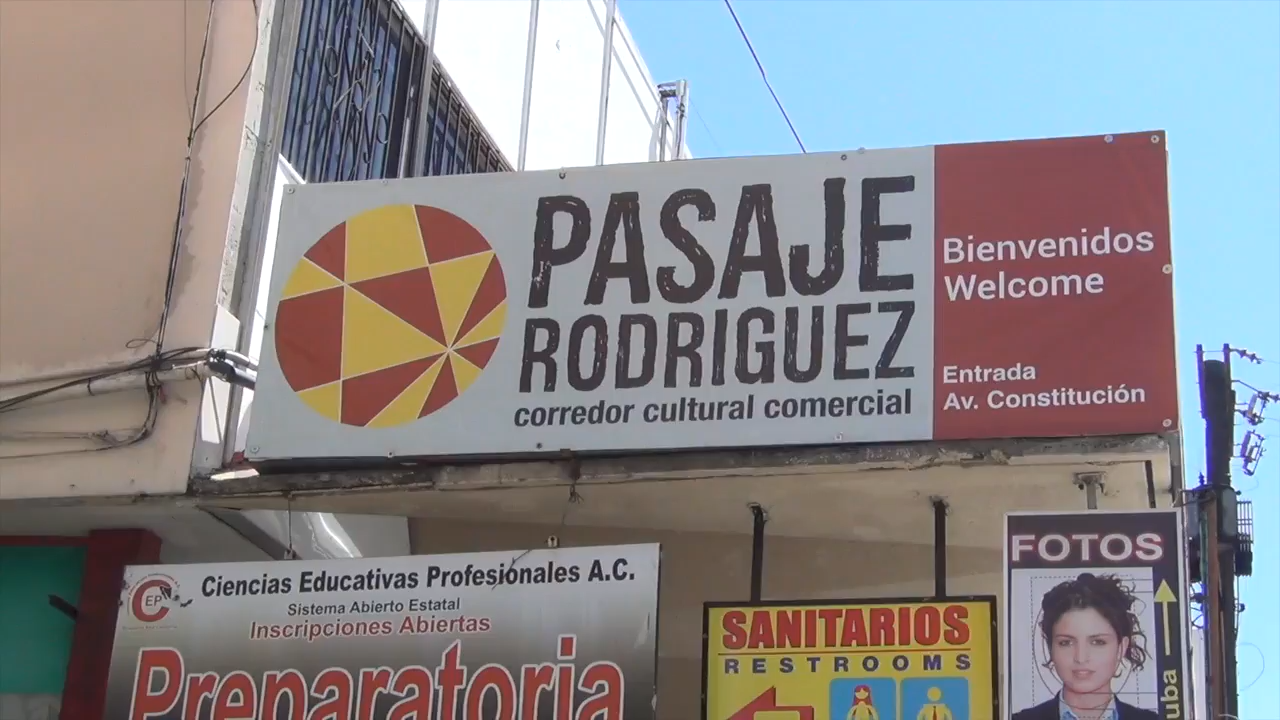 PASAJE
RODRIGUEZ
corredor cultural comercial
Bienvenidos
Welcome
Entrada
Av. Constitución
CEP
Ciencias Educativas Profesionales A.C.
Sistema Abierto Estatal
Inscripciones Abiertas
Preparatoria
SANITARIOS
RESTROOMS
FOTOS
uba